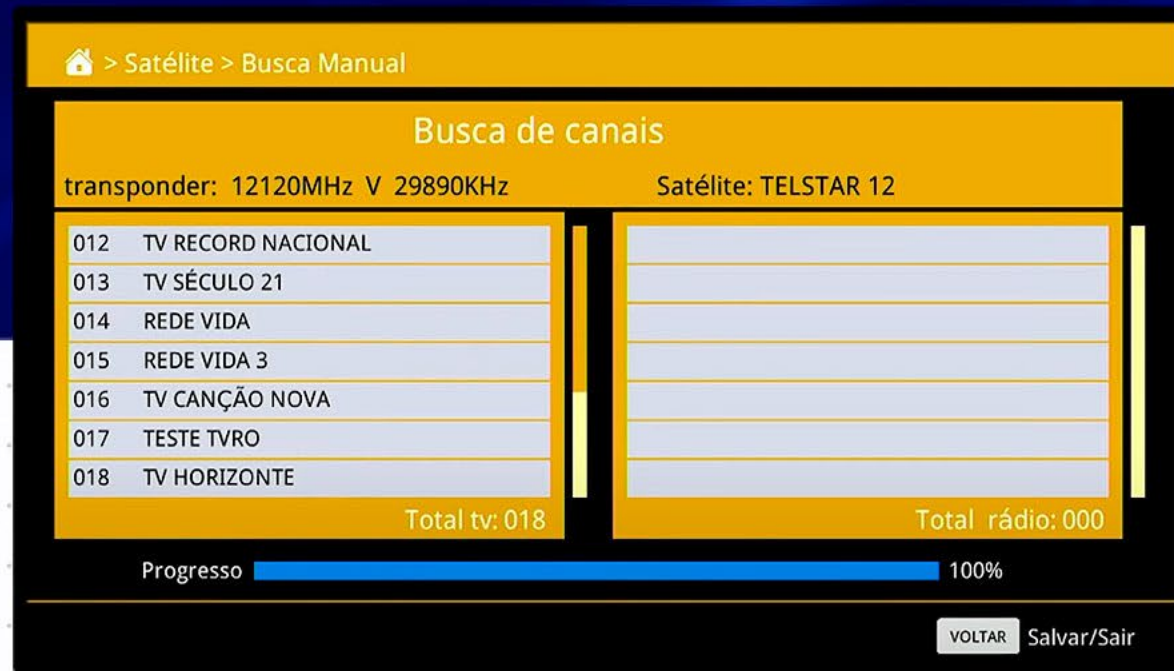 > Satélite > Busca Manual
Busca de canais
transponder: 12120MHz V 29890KHz Satélite: TELSTAR 12
012 TV RECORD NACIONAL
013 TV SÉCULO 21
014 REDE VIDA
015 REDE VIDA 3
016 TV CANÇÃO NOVA
017 TESTE TVRO
018 TV HORIZONTE
Total tv: 018 Total rádio: 000
Progresso 100%
VOLTAR Salvar/Sair